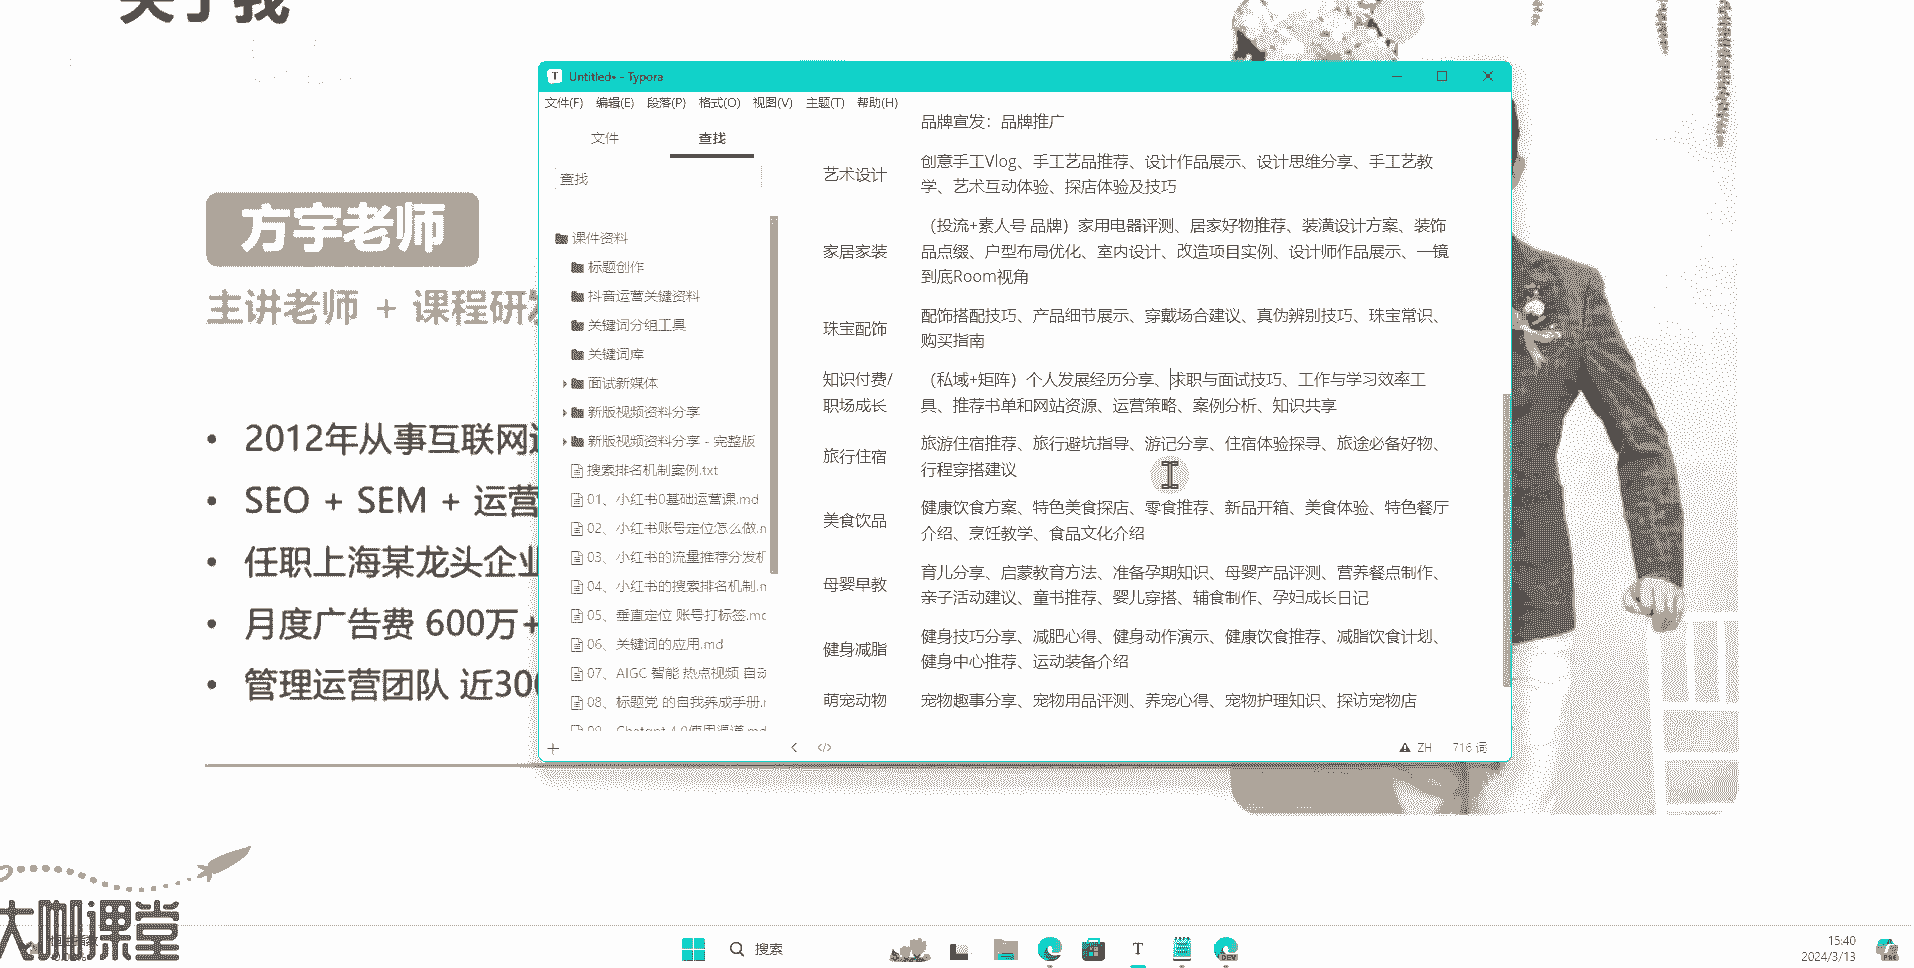 关于我
方宇老师
主讲老师 + 课程研发
2012年从事互联网
SEO + SEM + 运营
任职上海某龙头企业
月度广告费 600万+
管理运营团队 近300
大咖课堂
Untitled• - Typora
文件(F) 编辑(E) 段落(P) 格式(O) 视图(V) 主题(T) 帮助(H)
文件 查找
查找
课件资料
标题创作
抖音运营关键资料
关键词分组工具
关键词库
面试新媒体
新版视频资料分享
新版视频资料分享 - 完整版
搜索排名机制案例.txt
01、小红书0基础运营课.md
02、小红书账号定位怎么做.m
03、小红书的流量推荐分发机
04、小红书的搜索排名机制.m
05、垂直定位 账号打标签.md
06、关键词的应用.md
07、AIGC 智能 热点视频 自动
08、标题党 的自我养成手册.m
09、Chatgpt 4.0使用渠道.md
品牌宣发：品牌推广
艺术设计
创意手工Vlog、手工艺品推荐、设计作品展示、设计思维分享、手工艺教
学、艺术互动体验、探店体验及技巧
家居家装
（投流+素人号 品牌）家用电器评测、居家好物推荐、装潢设计方案、装饰
品点缀、户型布局优化、室内设计、改造项目实例、设计师作品展示、一镜
到底Room视角
珠宝配饰
配饰搭配技巧、产品细节展示、穿戴场合建议、真伪辨别技巧、珠宝常识、
购买指南
知识付费/
职场成长
（私域+矩阵）个人发展经历分享、求职与面试技巧、工作与学习效率工
具、推荐书单和网站资源、运营策略、案例分析、知识共享
旅行住宿
旅游住宿推荐、旅行避坑指导、游记分享、住宿体验探寻、旅途必备好物、
行程穿搭建议
美食饮品
健康饮食方案、特色美食探店、零食推荐、新品开箱、美食体验、特色餐厅
介绍、烹饪教学、食品文化介绍
母婴早教
育儿分享、启蒙教育方法、准备孕期知识、母婴产品评测、营养餐点制作、
亲子活动建议、童书推荐、婴儿穿搭、辅食制作、孕妇成长日记
健身减脂
健身技巧分享、减肥心得、健身动作演示、健康饮食推荐、减脂饮食计划、
健身中心推荐、运动装备介绍
萌宠动物
宠物趣事分享、宠物用品评测、养宠心得、宠物护理知识、探访宠物店
ZH 716 词
搜索
15:40
2024/3/13